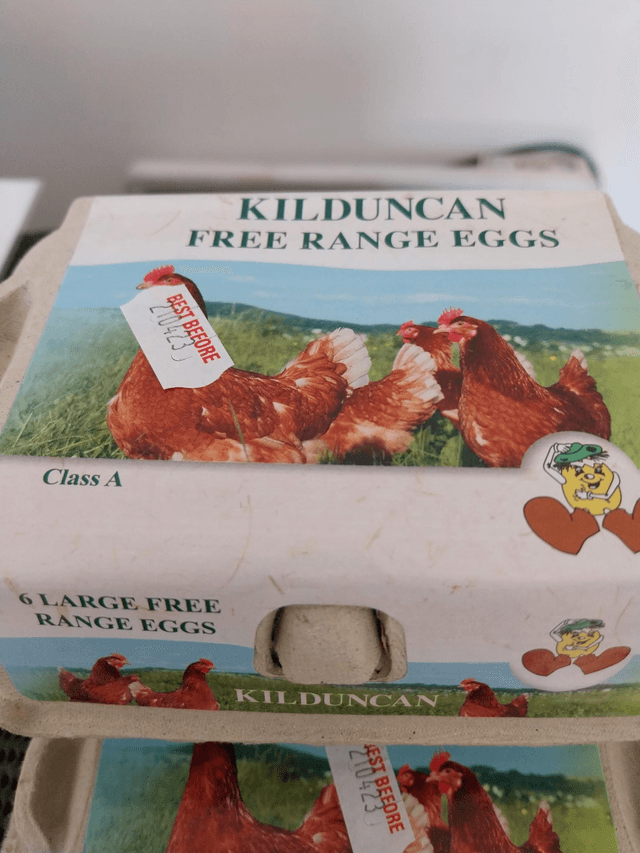 KILDUNCAN
FREE RANGE EGGS
BEST BEFORE
210423
Class A
6 LARGE FREE
RANGE EGGS
KILDUNCAN
BEST BEFORE
210423